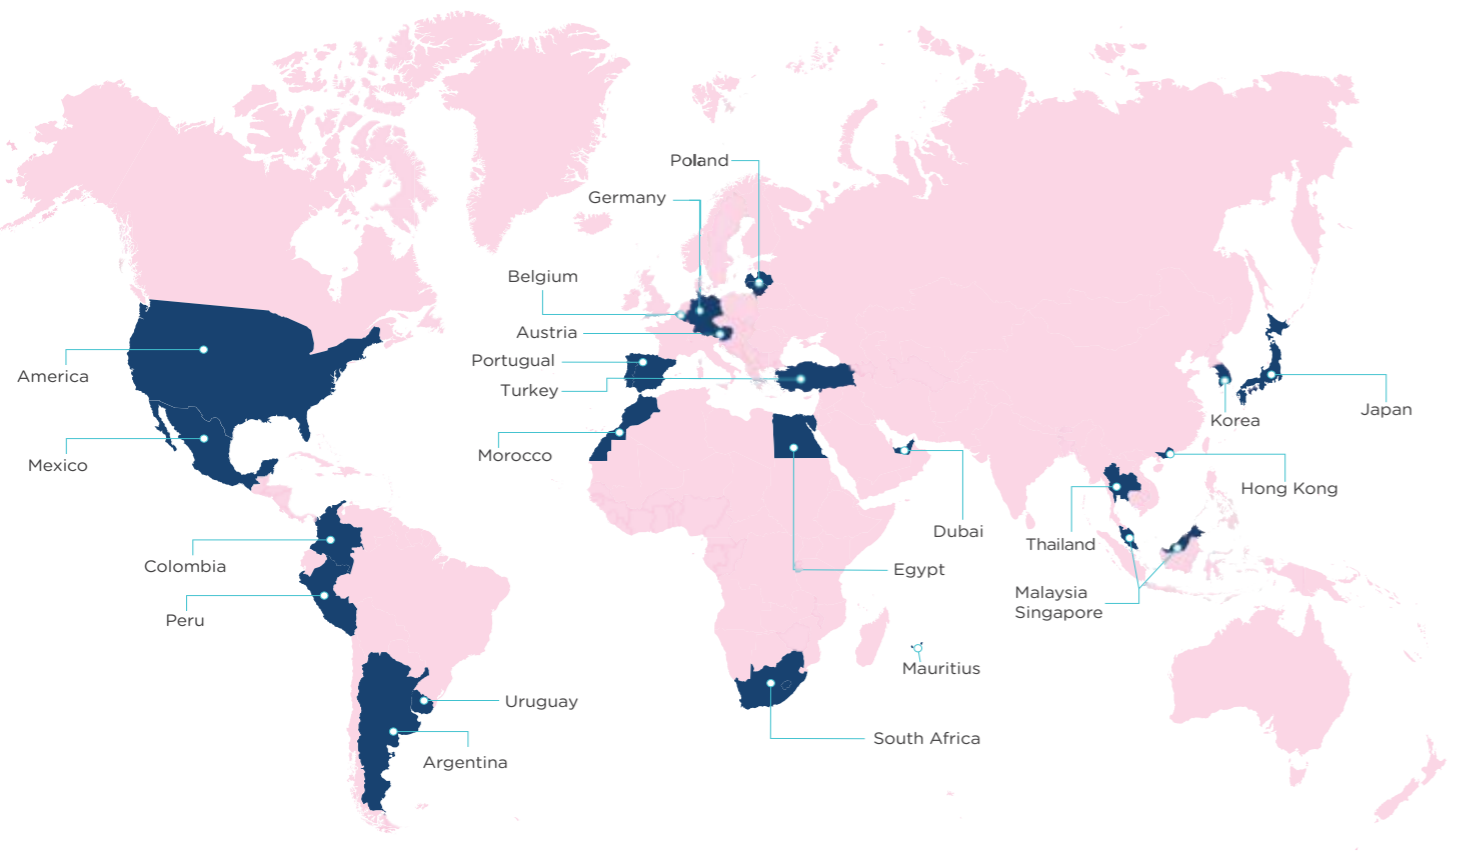 Poland
Germany
Belgium
Austria
Portugual
Turkey
America
Japan
Korea
Morocco
Mexico
Hong Kong
Dubai
Thailand
Colombia
Egypt
Malaysia
Singapore
Peru
Mauritius
Uruguay
South Africa
Argentina